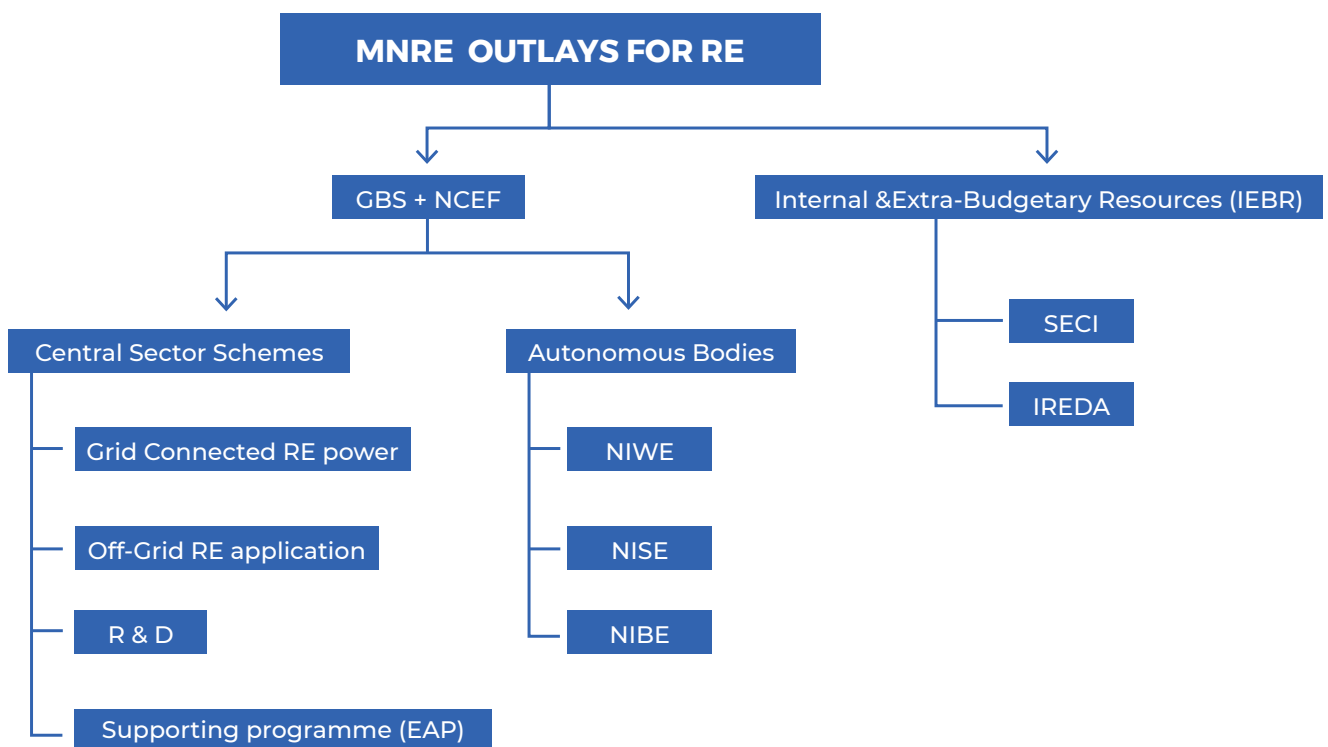 MNRE OUTLAYS FOR RE
GBS + NCEF
Internal &Extra-Budgetary Resources (IEBR)
SECI
IREDA
Central Sector Schemes
Autonomous Bodies
Grid Connected RE power
Off-Grid RE application
R & D
Supporting programme (EAP)
NIWE
NISE
NIBE